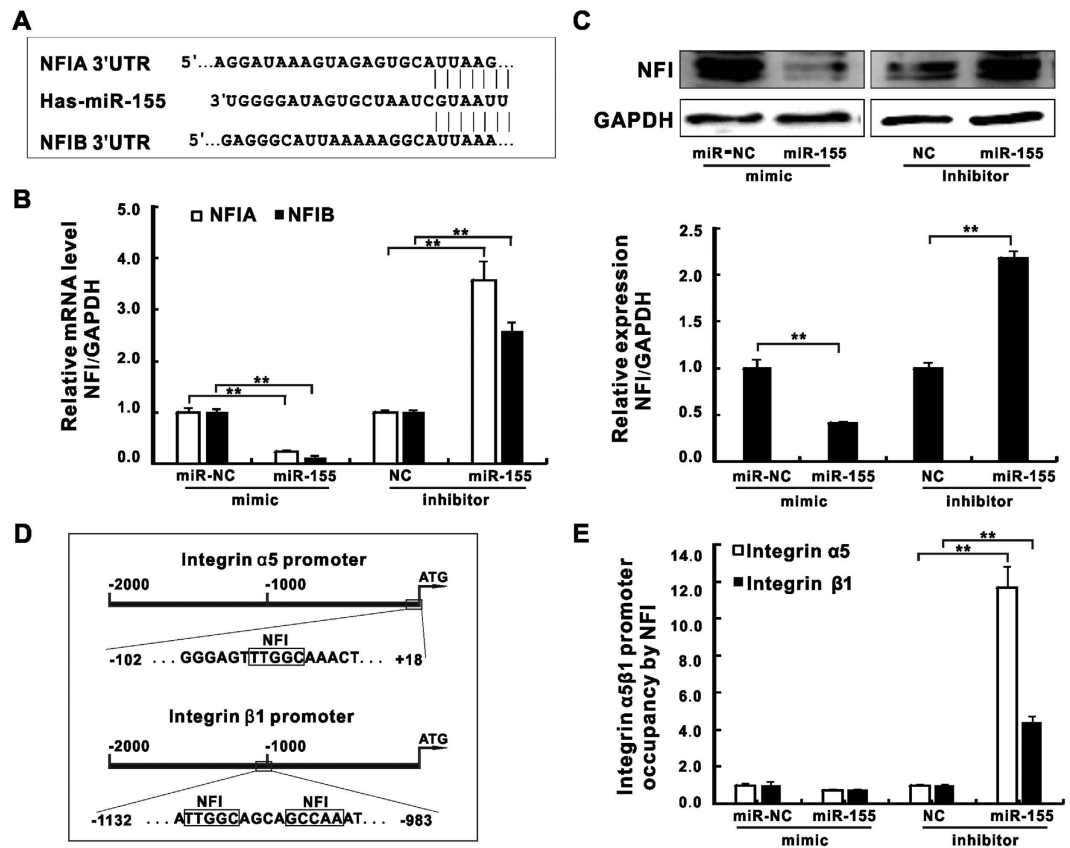 A
NFIA 3'UTR 5'...AGGAUAAAGUAGAGUGCAUUAAG...
Has-miR-155 3'UGGGGAUAGUGCUAAUCGUAAUU
NFIB 3'UTR 5'...GAGGGCAUUAAAAAGGCAUUAAA...
B
NFIA NFIB
Relative mRNA level
NFI/GAPDH
5.0
4.0
3.0
2.0
1.0
0.0
** ** ** **
miR-NC miR-155 NC miR-155
mimic inhibitor
C
NFI
GAPDH
miR-NC miR-155 NC miR-155
mimic Inhibitor
Relative expression
NFI/GAPDH
2.5
2.0
1.5
1.0
0.5
0.0
** **
miR-NC miR-155 NC miR-155
mimic inhibitor
D
Integrin α5 promoter
-2000 -1000 ATG
NFI
-102 ...GGGAGTTTGGCAAACT... +18
Integrin β1 promoter
-2000 -1000 ATG
NFI NFI
-1132 ...ATTGGCAGCAGCCAAAT... -983
E
Integrin α5
Integrin β1
Integrin α5β1 promoter
occupancy by NFI
14.0
12.0
10.0
8.0
6.0
4.0
2.0
0.0
** **
miR-NC miR-155 NC miR-155
mimic inhibitor